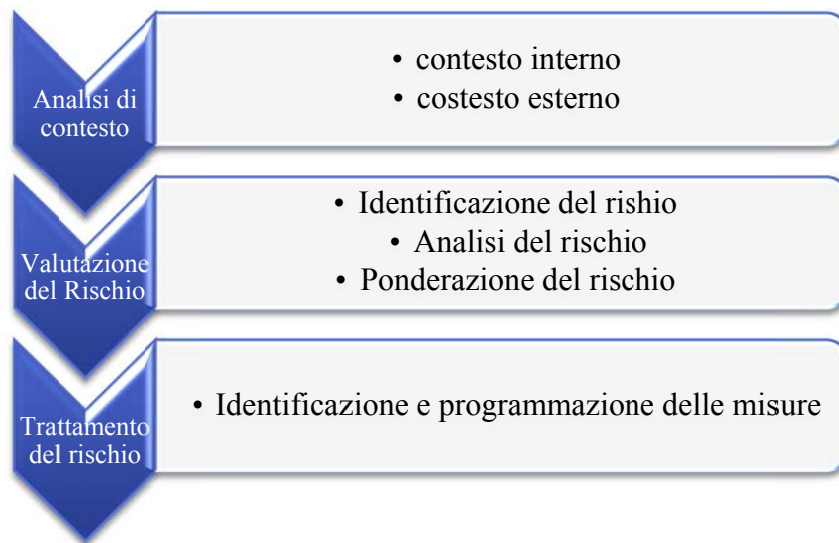 Analisi di
contesto
• contesto interno
• costesto esterno
Valutazione
del Rischio
• Identificazione del rishio
• Analisi del rischio
• Ponderazione del rischio
Trattamento
del rischio
• Identificazione e programmazione delle misure